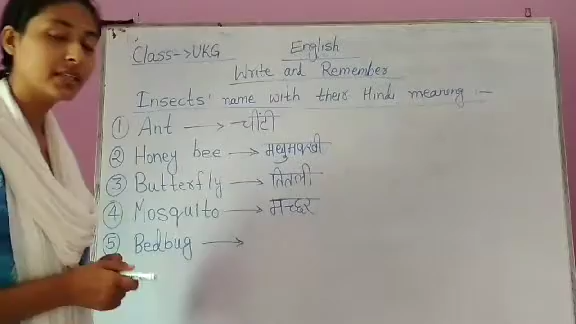 Class->UKG English
Write and Remember
Insects' name with their Hindi meaning :-
① Ant → चींटी
② Honey bee → मधुमक्खी
③ Butterfly → तितली
④ Mosquito → मच्छर
⑤ Bedbug →